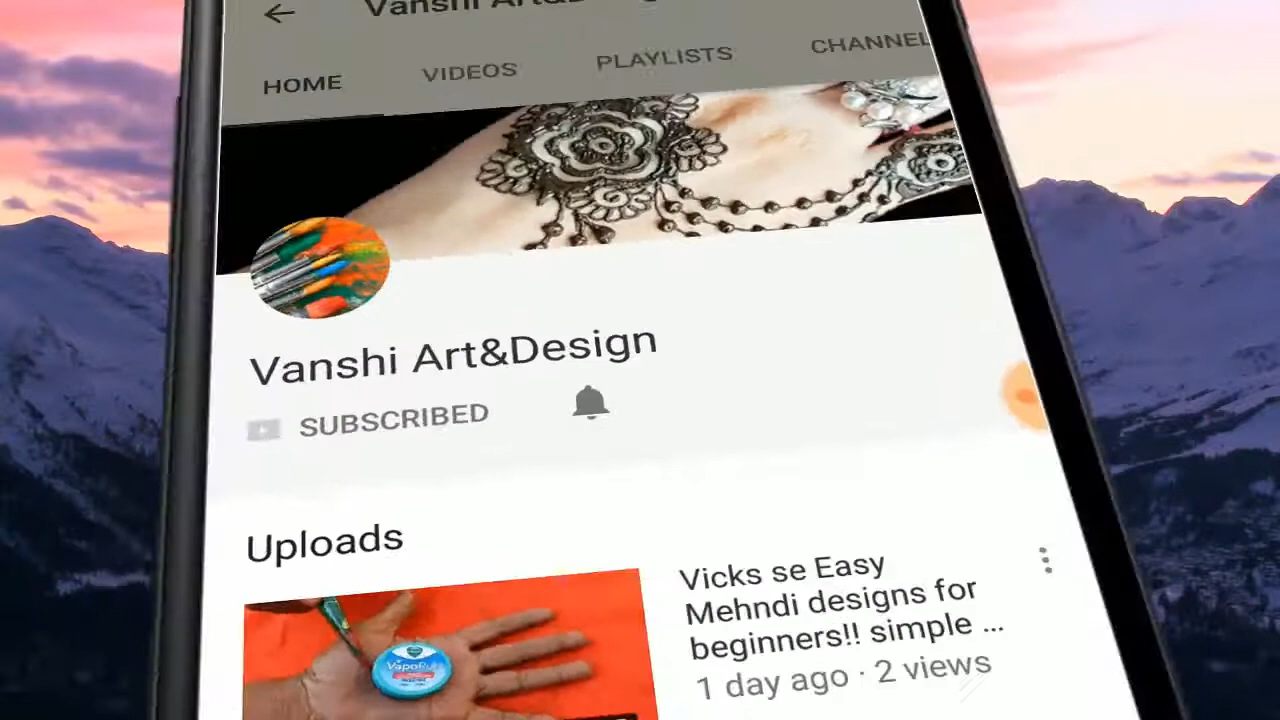 Vanshi Art&Design
HOME VIDEOS PLAYLISTS CHANNEL
Vanshi Art&Design
SUBSCRIBED
Uploads
Vicks se Easy
Mehndi designs for
beginners!! simple ...
1 day ago · 2 views
VapoRub